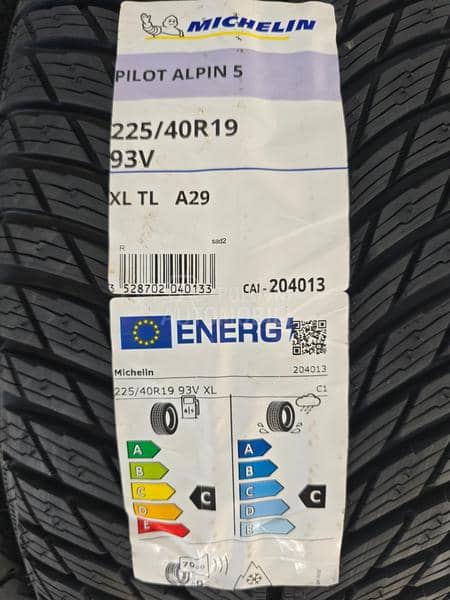 MICHELIN
PILOT ALPIN 5
225/40R19
93V
XL TL A29
R
ssd2
3 528702 040133
CAI - 204013
ENERG
Michelin
204013
225/40R19 93V XL
C1
A
B
C
D
E
C
A
B
C
D
C